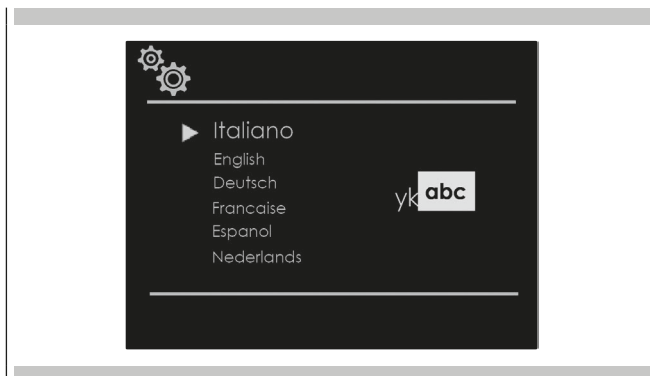 Italiano
English
Deutsch
Francaise
Espanol
Nederlands
yk abc